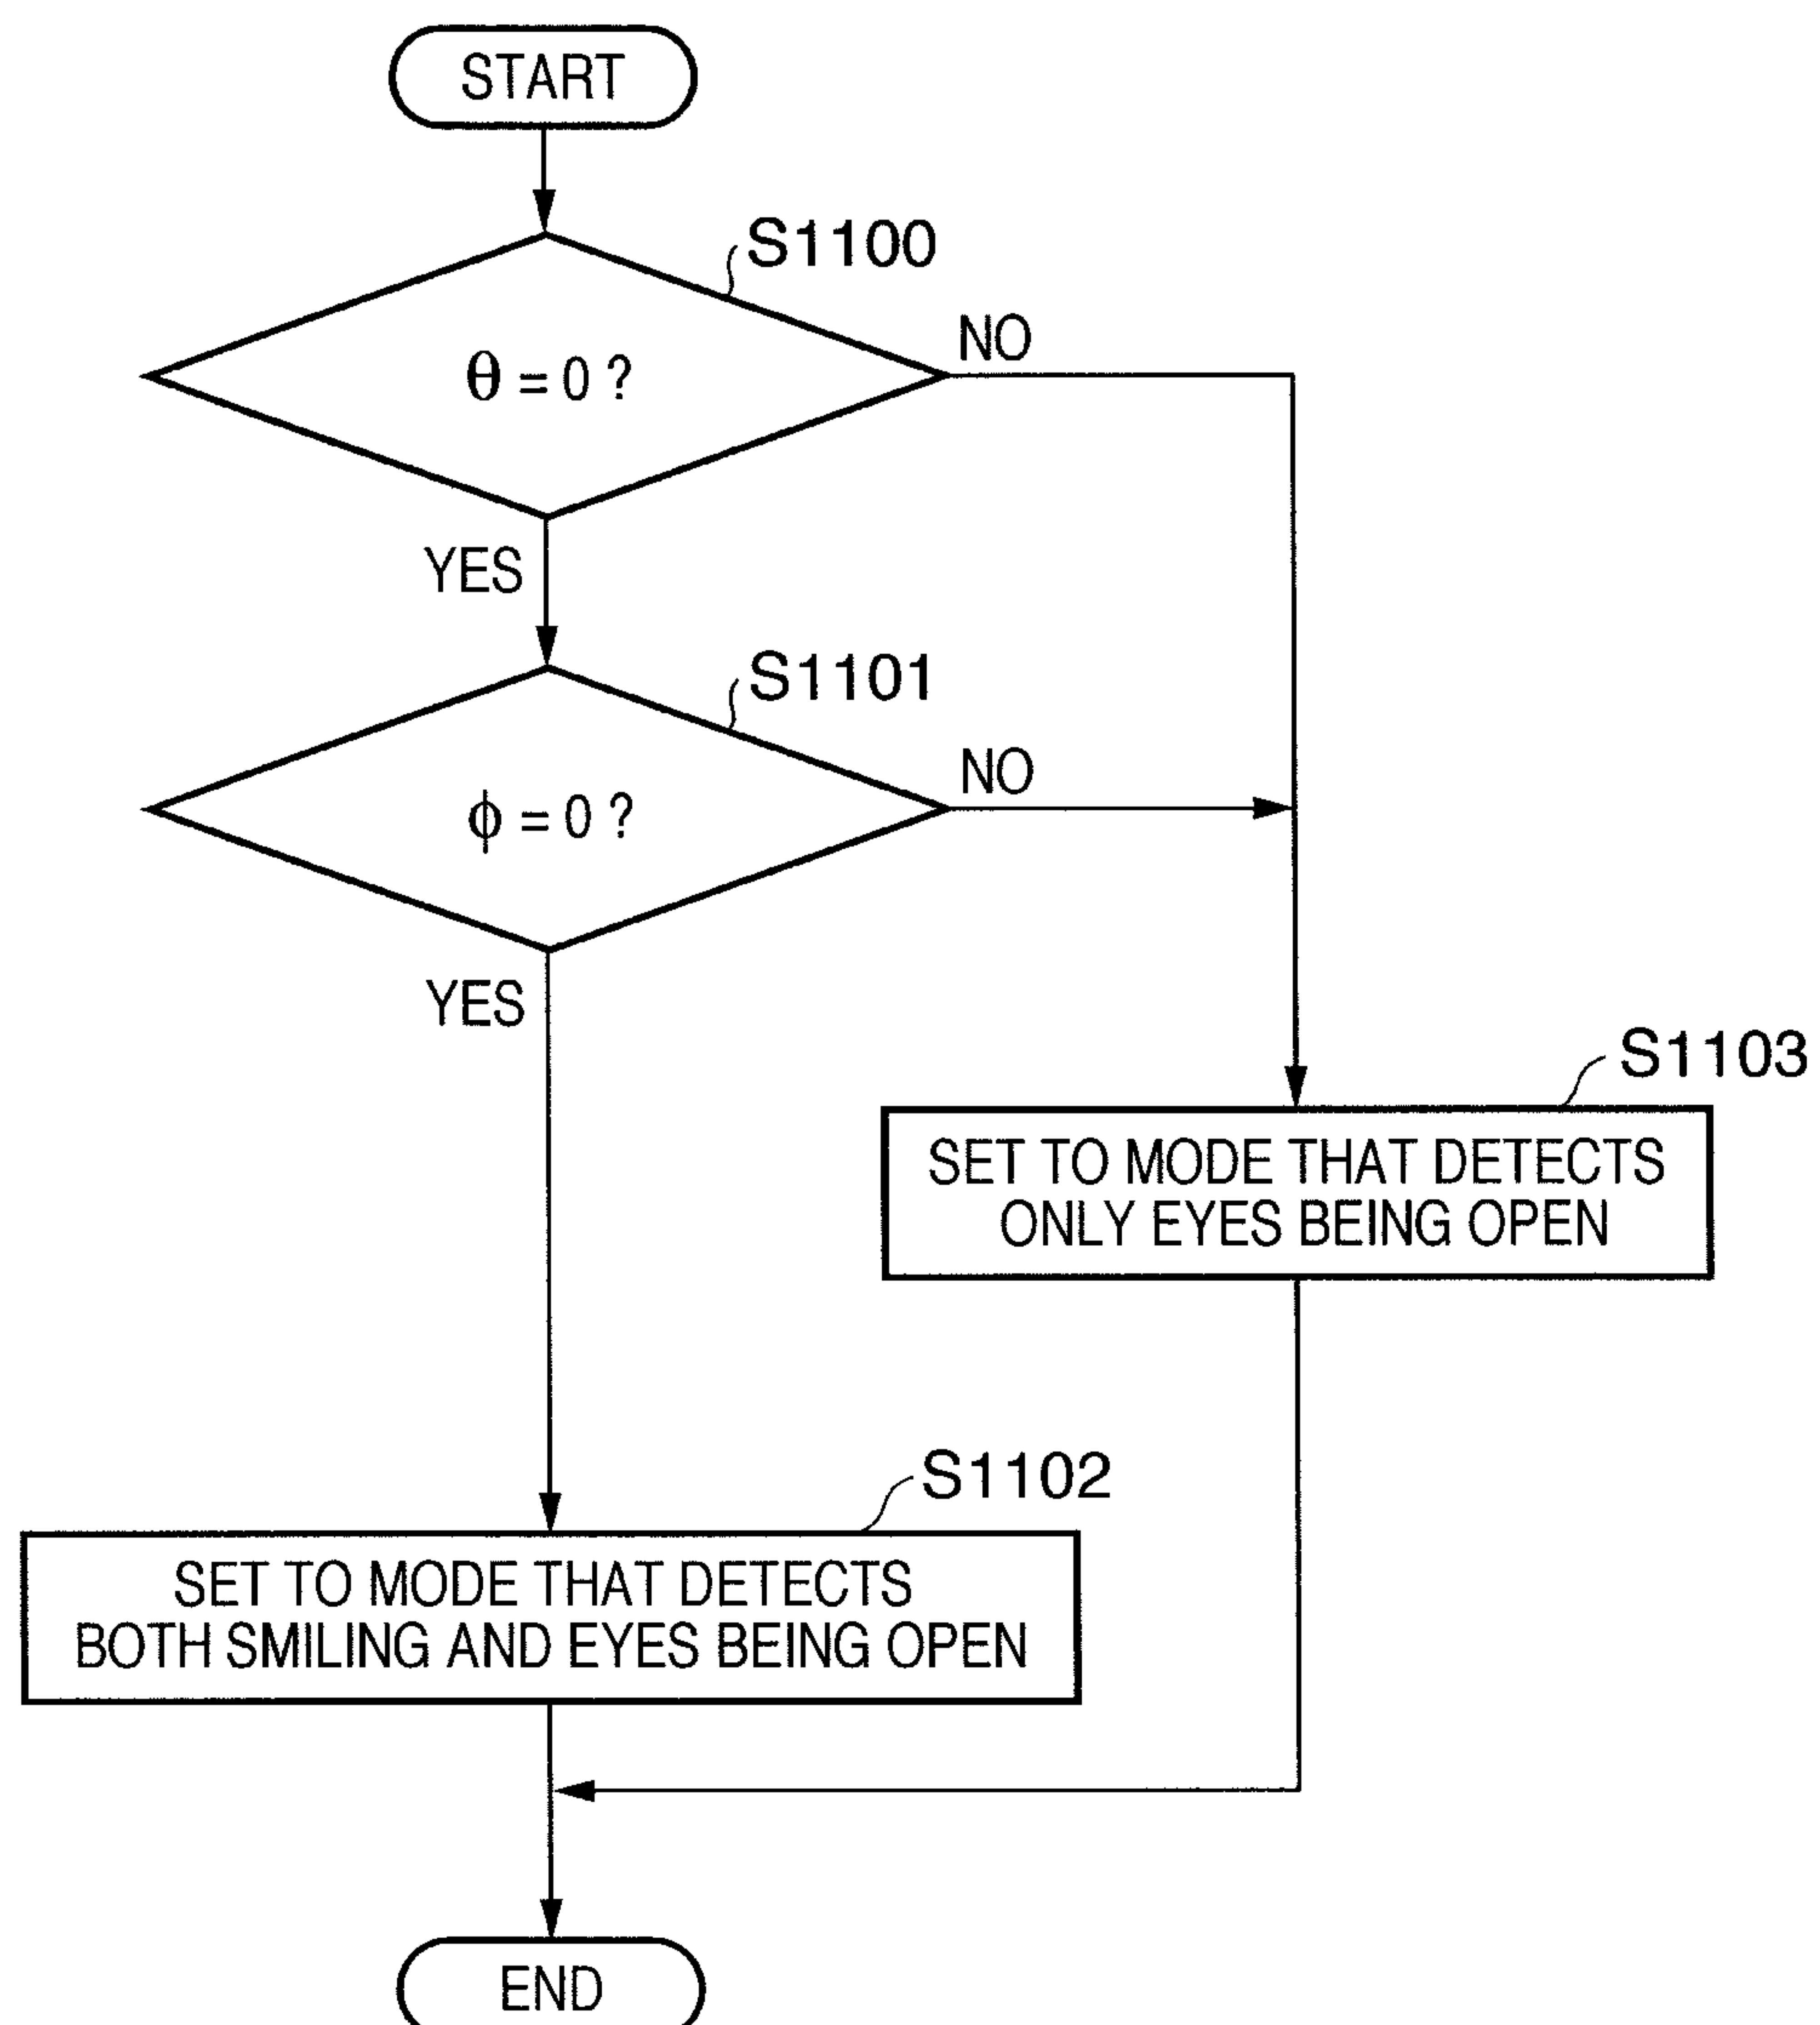 START
S1100
θ = 0 ?
NO
YES
S1101
ϕ = 0 ?
NO
YES
S1103
SET TO MODE THAT DETECTS
ONLY EYES BEING OPEN
S1102
SET TO MODE THAT DETECTS
BOTH SMILING AND EYES BEING OPEN
END